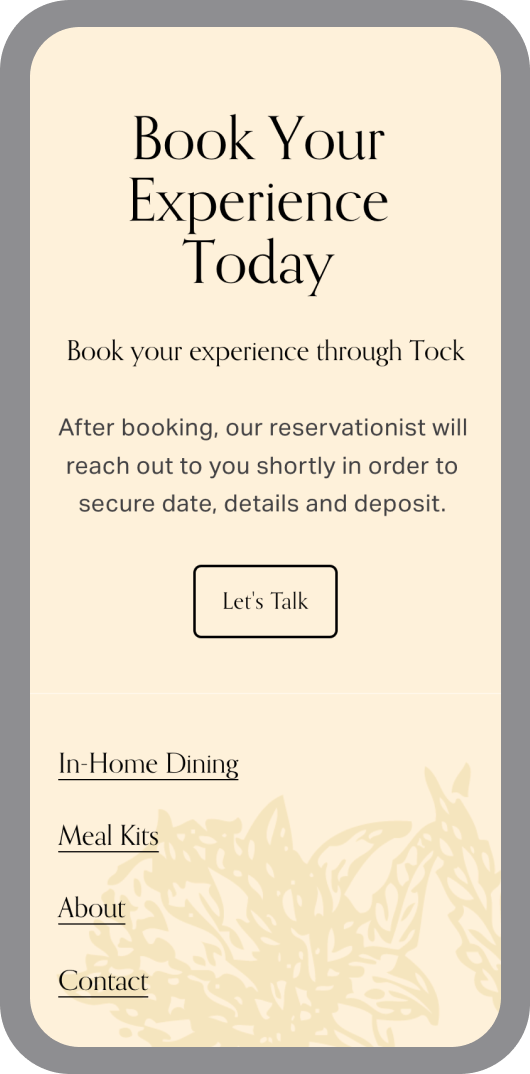 Book Your
Experience
Today
Book your experience through Tock
After booking, our reservationist will
reach out to you shortly in order to
secure date, details and deposit.
Let's Talk
In-Home Dining
Meal Kits
About
Contact